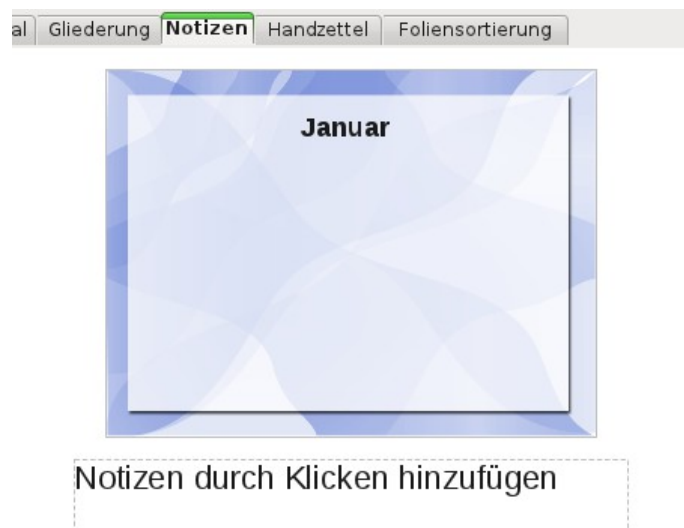 al Gliederung Notizen Handzettel Foliensortierung
Januar
Notizen durch Klicken hinzufügen